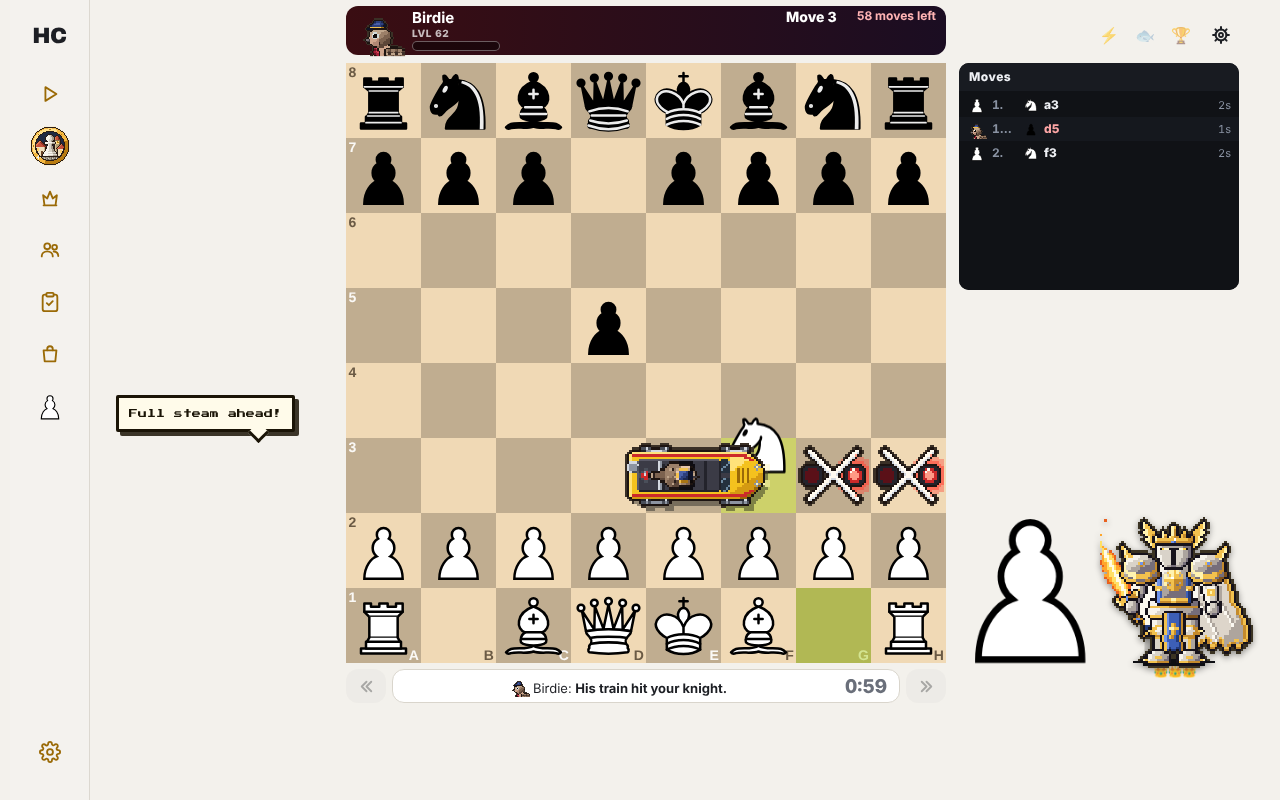 HC
Birdie
LVL 62
Move 3
58 moves left
Moves
1. a3 2s
1... d5 1s
2. f3 2s
8
7
6
5
4
3
2
1
A B C D E F G H
Full steam ahead!
Birdie: His train hit your knight.
0:59